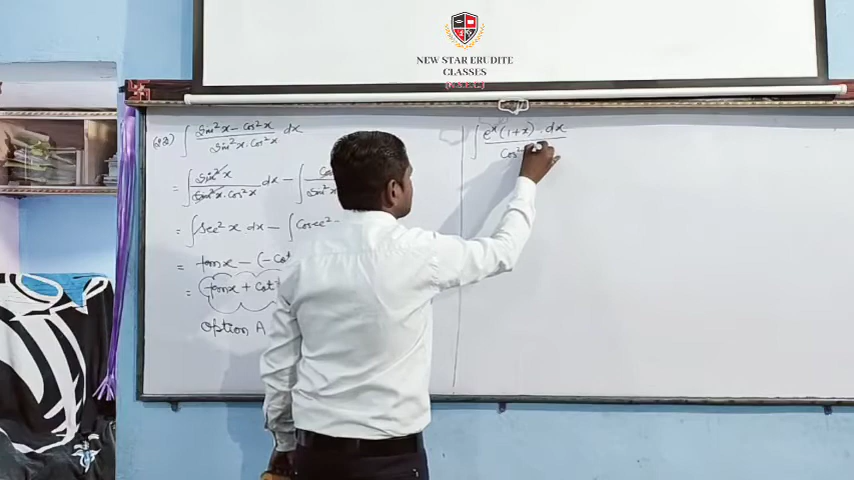 NEW STAR ERUDITE
CLASSES
22) ∫ Sin²x - Cos²x / Sin²x . Cos²x dx
= ∫ Sin²x / Sin²x . Cos²x dx - ∫
= ∫ Sec²x dx - ∫ Cosec²
= tanx - (-Cot
= (tanx + Cot
Option A
∫ eˣ(1+x) . dx / Cos²